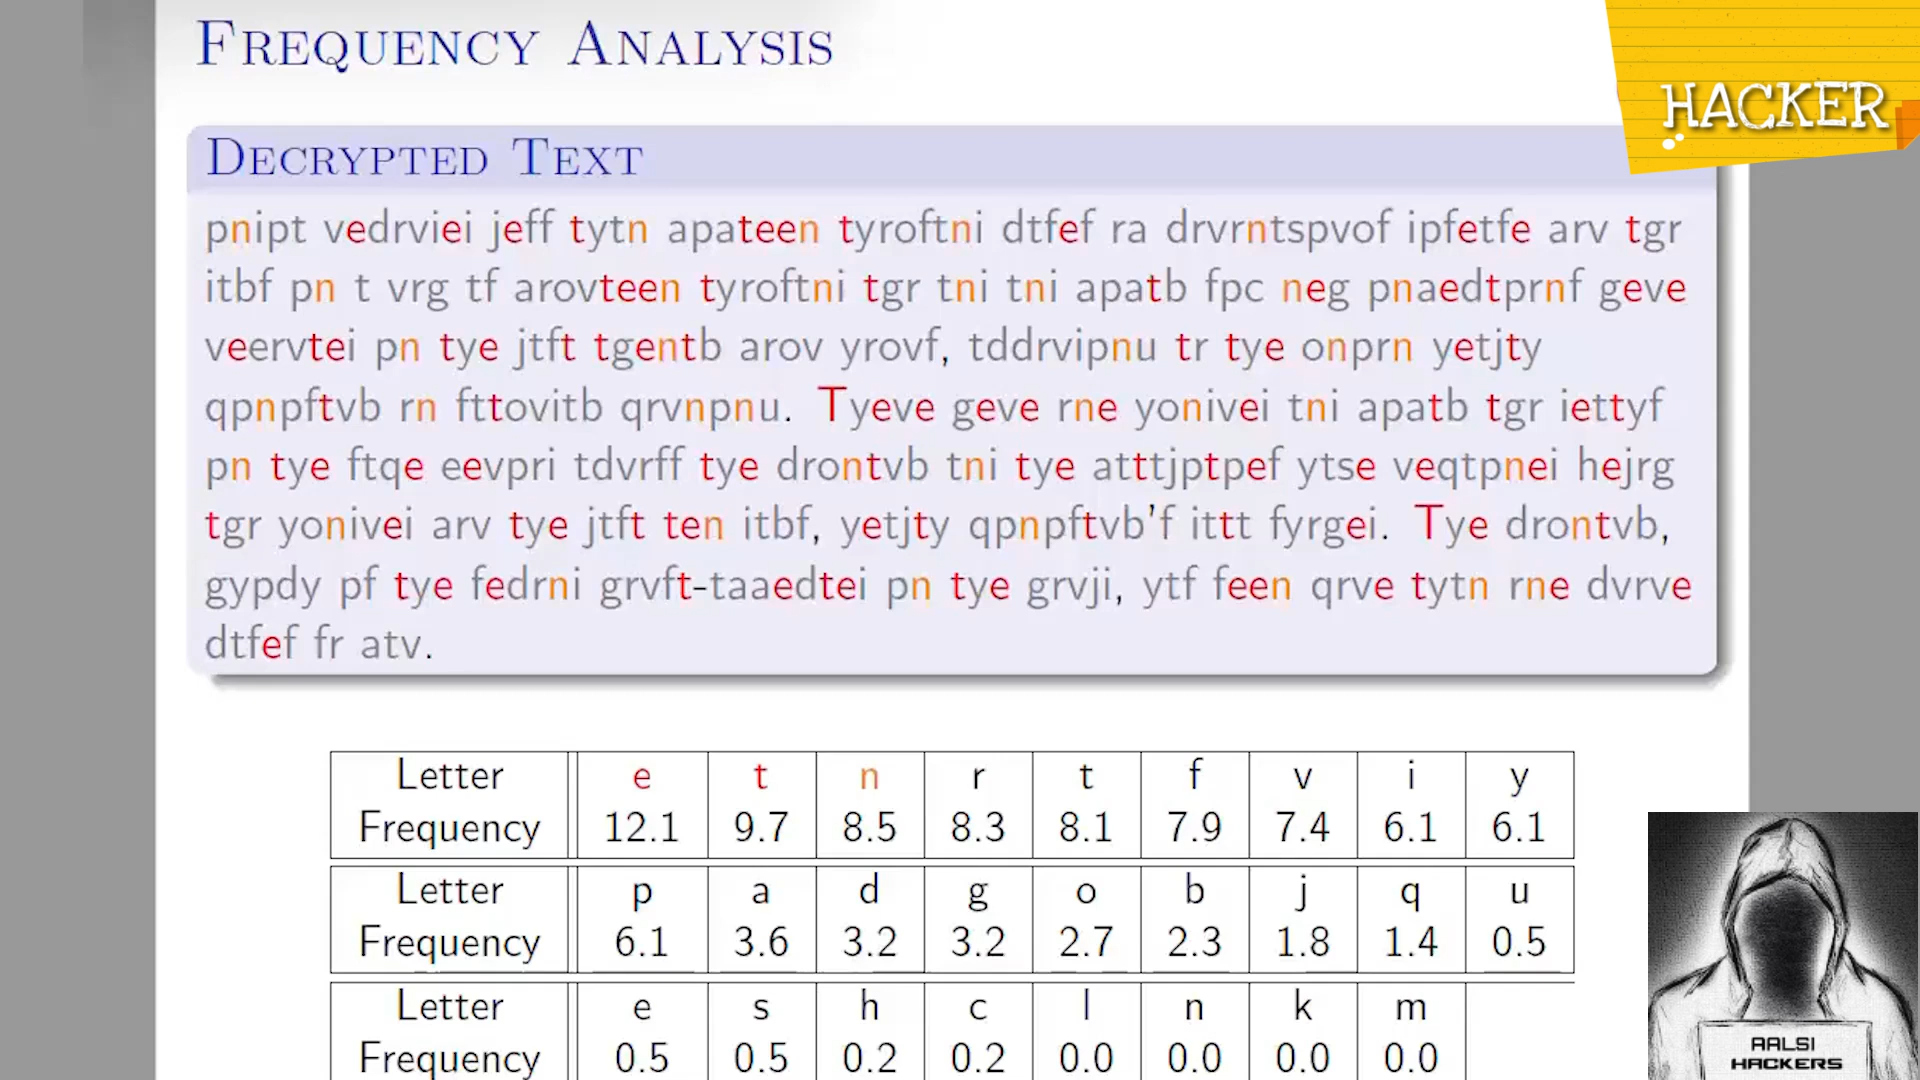 FREQUENCY ANALYSIS
HACKER
DECRYPTED TEXT
pnipt vedrviei jeff tytn apateen tyroftni dtfef ra drvrntspvof ipfetfe arv tgr
itbf pn t vrg tf arovteen tyroftni tgr tni tni apatb fpc neg pnaedtprnf geve
veervtei pn tye jtft tgentb arov yrovf, tddrvipnu tr tye onprn yetjty
qpnpftvb rn fttovitb qrvnpnu. Tyeve geve rne yonivei tni apatb tgr iettyf
pn tye ftqe eevpri tdvrff tye drontvb tni tye atttjptpef ytse veqtpnei hejrg
tgr yonivei arv tye jtft ten itbf, yetjty qpnpftvb'f ittt fyrgei. Tye drontvb,
gypdy pf tye fedrni grvft-taaedtei pn tye grvji, ytf feen qrve tytn rne dvrve
dtfef fr atv.
Letter e t n r t f v i y
Frequency 12.1 9.7 8.5 8.3 8.1 7.9 7.4 6.1 6.1
Letter p a d g o b j q u
Frequency 6.1 3.6 3.2 3.2 2.7 2.3 1.8 1.4 0.5
Letter e s h c l n k m
Frequency 0.5 0.5 0.2 0.2 0.0 0.0 0.0 0.0
AALSI
HACKERS